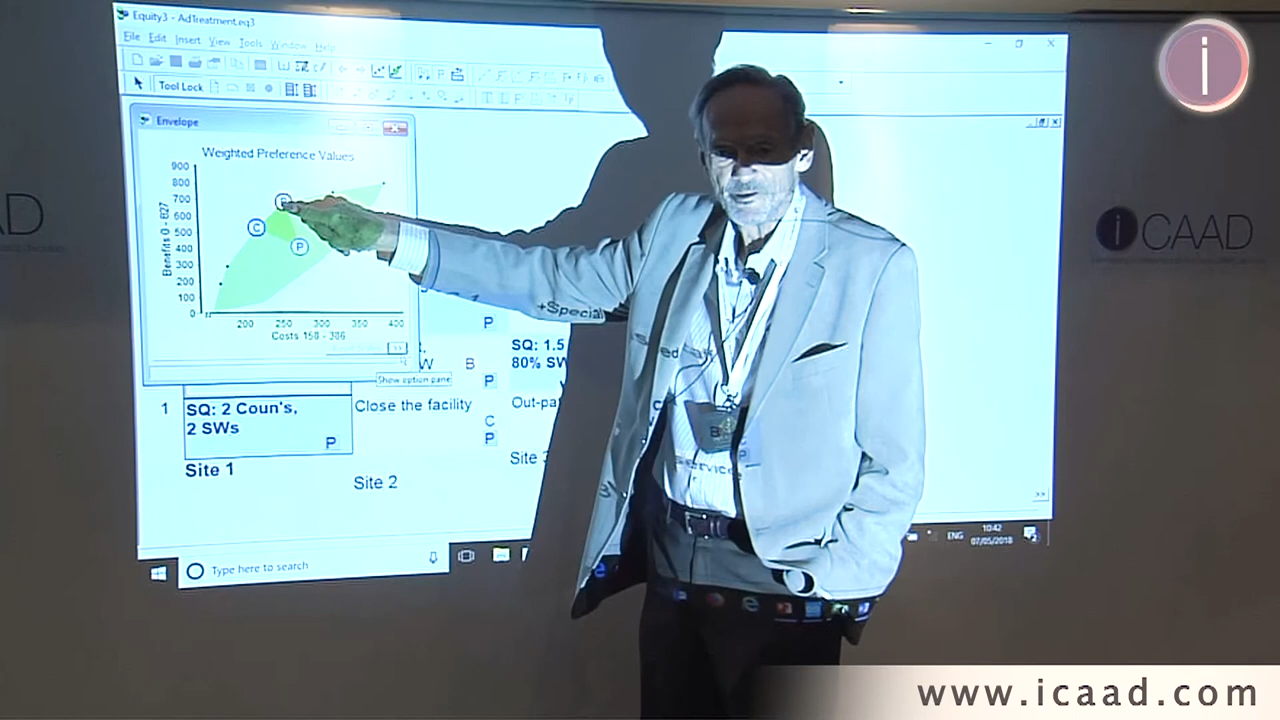 Equity3 - AdTreatment.eq3
File Edit Insert View Tools Window Help
Tool Lock
Envelope
Weighted Preference Values
900
800
700
600
500
400
300
200
100
0
Benefits 0 - 827
C
P
200 250 300 350 400
Costs 158 - 386
>>
Show option pane
+Special
P
W B
P
SQ: 1.5
80% SW
1
SQ: 2 Coun's,
2 SWs
P
Close the facility
C
P
Out-pa
Site 1
Site 2
Site 3
Service
P
>>
Type here to search
ENG
10:42
07/05/2018
AD
i
iCAAD
www.icaad.com